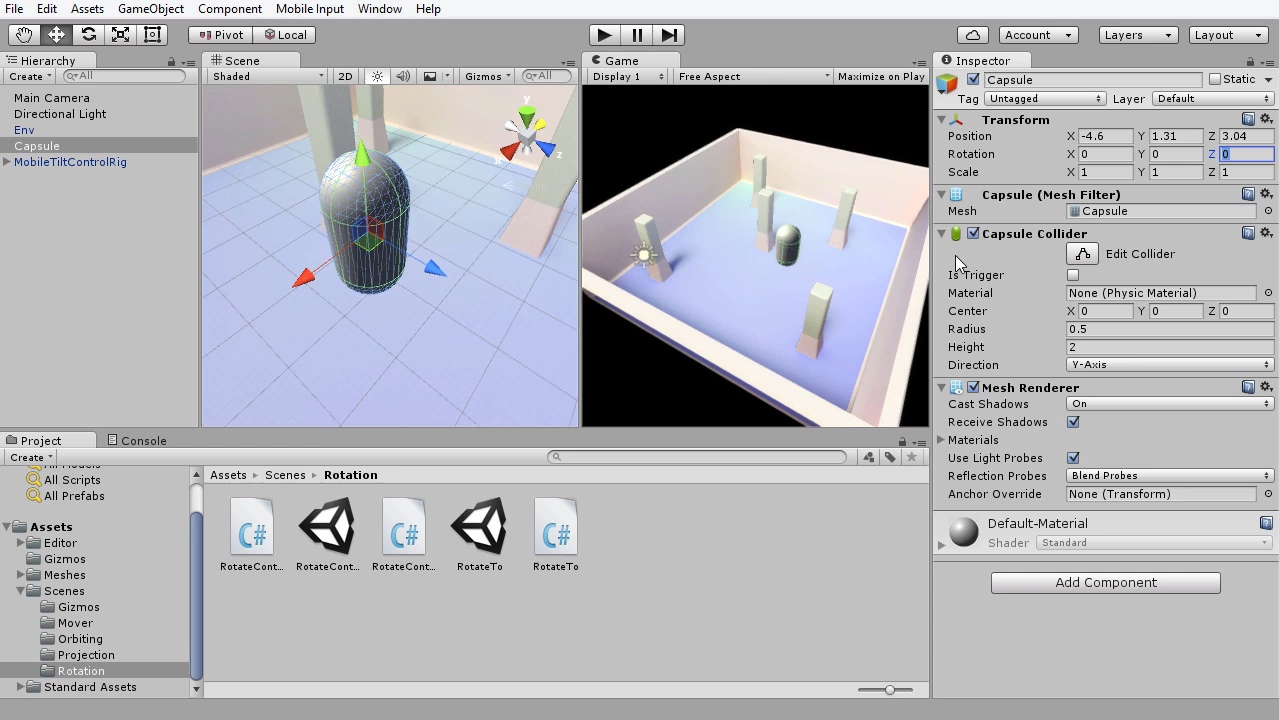 File Edit Assets GameObject Component Mobile Input Window Help
Pivot Local Account Layers Layout
Hierarchy
Create All
Main Camera
Directional Light
Env
Capsule
MobileTiltControlRig
Scene
Shaded 2D Gizmos All
y
x z
Game
Display 1 Free Aspect Maximize on Play
Inspector
Capsule Static
Tag Untagged Layer Default
Transform
Position X -4.6 Y 1.31 Z 3.04
Rotation X 0 Y 0 Z 0
Scale X 1 Y 1 Z 1
Capsule (Mesh Filter)
Mesh Capsule
Capsule Collider
Edit Collider
Is Trigger
Material None (Physic Material)
Center X 0 Y 0 Z 0
Radius 0.5
Height 2
Direction Y-Axis
Mesh Renderer
Cast Shadows On
Receive Shadows
Materials
Use Light Probes
Reflection Probes Blend Probes
Anchor Override None (Transform)
Default-Material
Shader Standard
Add Component
Project Console
Create
All Models
All Scripts
All Prefabs
Assets
Editor
Gizmos
Meshes
Scenes
Gizmos
Mover
Orbiting
Projection
Rotation
Standard Assets
Assets Scenes Rotation
C# C# C#
RotateCont... RotateCont... RotateCont... RotateTo RotateTo